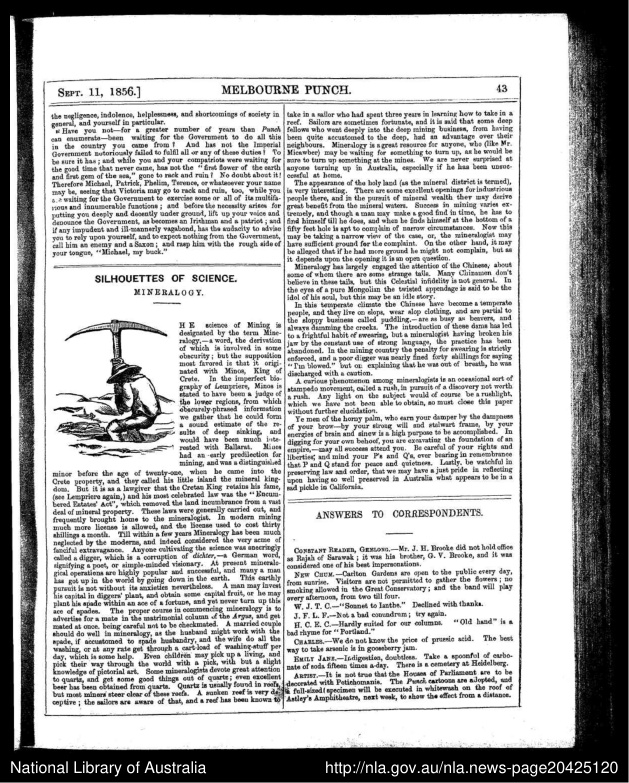 SEPT. 11, 1856.]
MELBOURNE PUNCH.
43
the negligence, indolence, helplessness, and shortcomings of society in
general, and yourself in particular.
"Have you not—for a greater number of years than Punch
can enumerate—been waiting for the Government to do all this
in the country you came from? And has not the Imperial
Government notoriously failed to fulfil all or any of these duties? To
be sure it has; and while you and your compatriots were waiting for
the good time that never came, has not the "first flower of the earth
and first gem of the sea," gone to rack and ruin? No doubt about it!
Therefore Michael, Patrick, Phelim, Terence, or whatsoever your name
may be, seeing that Victoria may go to rack and ruin, too, while you
are waiting for the Government to exercise some or all of its multifa-
rious and innumerable functions; and before the necessity arises for
putting you deeply and decently under ground, lift up your voice and
denounce the Government, as becomes an Irishman and a patriot; and
if any impudent and ill-mannerly vagabond, has the audacity to advise
you to rely upon yourself, and to expect nothing from the Government,
call him an enemy and a Saxon; and rasp him with the rough side of
your tongue, "Michael, my buck."
SILHOUETTES OF SCIENCE.
MINERALOGY.
HE science of Mining is
designated by the term Mine-
ralogy,—a word, the derivation
of which is involved in some
obscurity; but the supposition
most favored is that it origi-
nated with Minos, King of
Crete. In the imperfect bio-
graphy of Lempriere, Minos is
stated to have been a judge of
the lower regions, from which
obscurely-phrased information
we gather that he could form
a sound estimate of the re-
sults of deep sinking, and
would have been much inte-
rested with Ballarat. Minos
had an early predilection for
mining, and was a distinguished
minor before the age of twenty-one, when he came into the
Crete property, and they called his little island the mineral king-
dom. But it is as a lawgiver that the Cretan King retains his fame,
(see Lempriere again,) and his most celebrated law was the "Encum-
bered Estates' Act", which removed the land incumbrance from a vast
deal of mineral property. These laws were generally carried out, and
frequently brought home to the mineralogist. In modern mining
much more license is allowed, and the license used to cost thirty
shillings a month. Till within a few years Mineralogy has been much
neglected by the moderns, and indeed considered the very acme of
fanciful extravagance. Anyone cultivating the science was sneeringly
called a digger, which is a corruption of dichter,—a German word,
signifying a poet, or simple-minded visionary. At present mineralo-
gical operations are highly popular and successful, and many a man
has got up in the world by going down in the earth. This earthly
pursuit is not without its anxieties nevertheless. A man may invest
his capital in diggers' plant, and obtain some capital fruit, or he may
plant his spade within an ace of a fortune, and yet never turn up this
ace of spades. The proper course in commencing mineralogy is to
advertise for a mate in the matrimonial column of the Argus, and get
mated at once, being careful not to be checkmated. A married couple
should do well in mineralogy, as the husband might work with the
spade, if accustomed to spade husbandry, and the wife do all the
washing, or at any rate get through a cart-load of washing-stuff per
day, which is some help. Even children may pick up a living, and
pick their way through the world with a pick, with but a slight
knowledge of pictorial art. Some mineralogists devote great attention
to quartz, and get some good things out of quarts; even excellent
beer has been obtained from quarts. Quartz is usually found in reefs,
but most miners steer clear of these reefs. A sunken reef is very de-
ceptive; the sailors are aware of that, and a reef has been known to
take in a sailor who had spent three years in learning how to take in a
reef. Sailors are sometimes fortunate, and it is said that some deep
fellows who went deeply into the deep mining business, from having
been quite accustomed to the deep, had an advantage over their
neighbours. Mineralogy is a great resource for anyone, who (like Mr.
Micawber) may be waiting for something to turn up, as he would be
sure to turn up something at the mines. We are never surprised at
anyone turning up in Australia, especially if he has been unsuc-
cessful at home.
The appearance of the holy land (as the mineral district is termed),
is very interesting. There are some excellent openings for industrious
people there, and in the pursuit of mineral wealth they may derive
great benefit from the mineral waters. Success in mining varies ex-
tremely, and though a man may make a good find in time, he has to
find himself till he does, and when he finds himself at the bottom of a
fifty feet hole is apt to complain of narrow circumstances. Now this
may be taking a narrow view of the case, or, the mineralogist may
have sufficient ground for the complaint. On the other hand, it may
be alleged that if he had more ground he might not complain, but as
it depends upon the opening it is an open question.
Mineralogy has largely engaged the attention of the Chinese, about
some of whom there are some strange tails. Many Chinamen don't
believe in these tails, but this Celestial infidelity is not general. In
the eyes of a pure Mongolian the twisted appendage is said to be the
idol of his soul, but this may be an idle story.
In this temperate climate the Chinese have become a temperate
people, and they live on slops, wear slop clothing, and are partial to
the sloppy business called puddling,—are as busy as beavers, and
always damming the creeks. The introduction of these dams has led
to a frightful habit of swearing, but a mineralogist having broken his
jaw by the constant use of strong language, the practice has been
abandoned. In the mining country the penalty for swearing is strictly
enforced, and a poor digger was nearly fined forty shillings for saying
"I'm blowed." but on explaining that he was out of breath, he was
discharged with a caution.
A curious phenomenon among mineralogists is an occasional sort of
stampedo movement, called a rush, in pursuit of a discovery not worth
a rush. Any light on the subject would of course be a rushlight,
which we have not been able to obtain, so must close this paper
without further elucidation.
Ye men of the horny palm, who earn your damper by the dampness
of your brow—by your strong will and stalwart frame, by your
energies of brain and sinew is a high purpose to be accomplished. In
digging for your own behoof, you are excavating the foundation of an
empire,—may all success attend you. Be careful of your rights and
liberties; and mind your P's and Q's, ever bearing in remembrance
that P and Q stand for peace and quietness. Lastly, be watchful in
preserving law and order, that we may have a just pride in reflecting
upon having so well preserved in Australia what appears to be in a
sad pickle in California.
ANSWERS TO CORRESPONDENTS.
CONSTANT READER, GEELONG.—Mr. J. H. Brooke did not hold office
as Rajah of Sarawak; it was his brother, G. V. Brooke, and it was
considered one of his best impersonations.
NEW CHUM.—Carlton Gardens are open to the public every day,
from sunrise. Visitors are not permitted to gather the flowers; no
smoking allowed in the Great Conservatory; and the band will play
every afternoon, from two till four.
W. J. T. C.—"Sonnet to Ianthe." Declined with thanks.
J. F. L. F.—Not a bad conundrum; try again.
H. C. E. C.—Hardly suited for our columns. "Old hand" is a
bad rhyme for "Portland."
CHARLES.—We do not know the price of prussic acid. The best
way to take arsenic is in gooseberry jam.
EMILY JANE.—Indigestion, doubtless. Take a spoonful of carbo-
nate of soda fifteen times a-day. There is a cemetery at Heidelberg.
ARTIST.—It is not true that the Houses of Parliament are to be
decorated with Potichomanie. The Punch cartoons are adopted, and
a full-sized specimen will be executed in whitewash on the roof of
Astley's Amphitheatre, next week, to show the effect from a distance.
National Library of Australia
http://nla.gov.au/nla.news-page20425120